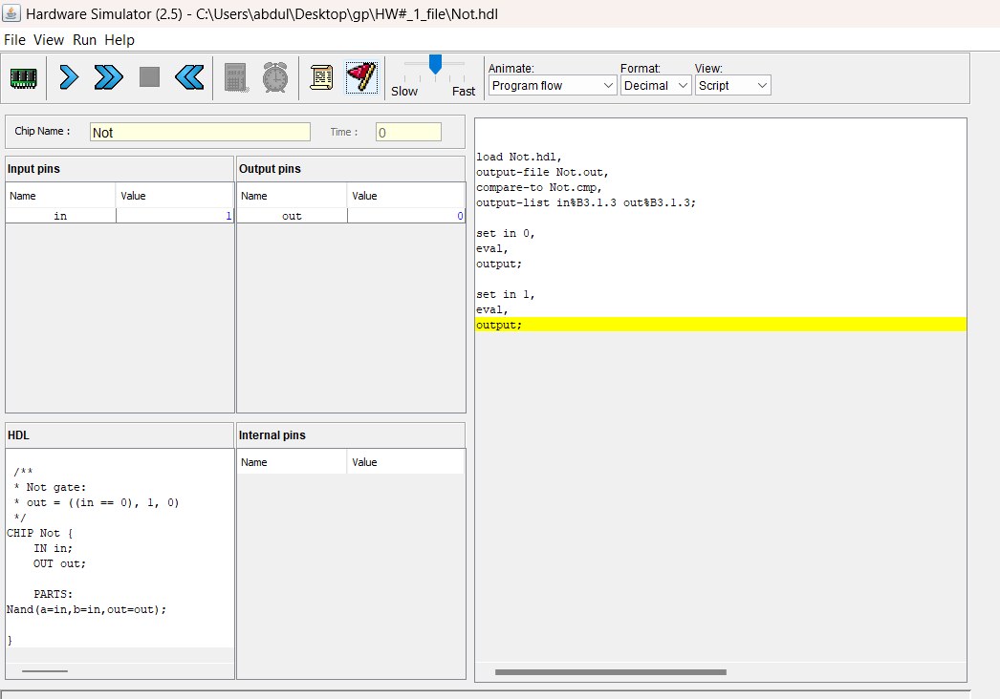 Hardware Simulator (2.5) - C:\Users\abdul\Desktop\gp\HW#_1_file\Not.hdl
File View Run Help
Slow Fast
Animate: Format: View:
Program flow Decimal Script
Chip Name : Not Time : 0
Input pins
Name Value
in 1
Output pins
Name Value
out 0
HDL
/**
* Not gate:
* out = ((in == 0), 1, 0)
*/
CHIP Not {
IN in;
OUT out;
PARTS:
Nand(a=in,b=in,out=out);
}
Internal pins
Name Value
load Not.hdl,
output-file Not.out,
compare-to Not.cmp,
output-list in%B3.1.3 out%B3.1.3;
set in 0,
eval,
output;
set in 1,
eval,
output;